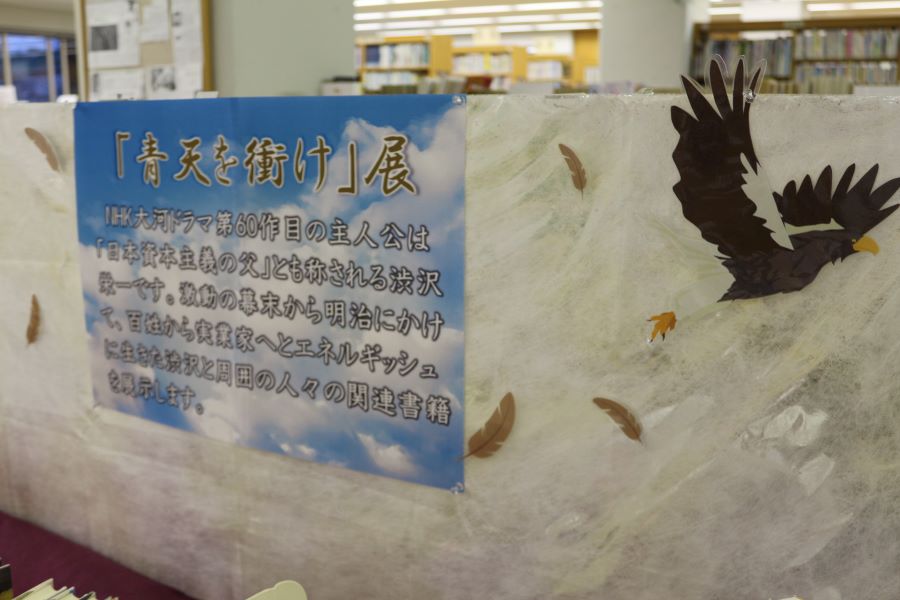 「青天を衝け」展
NHK大河ドラマ第60作目の主人公は
「日本資本主義の父」とも称される渋沢
栄一です。激動の幕末から明治にかけ
て、百姓から実業家へとエネルギッシュ
に生きた渋沢と周囲の人々の関連書籍
を展示します。